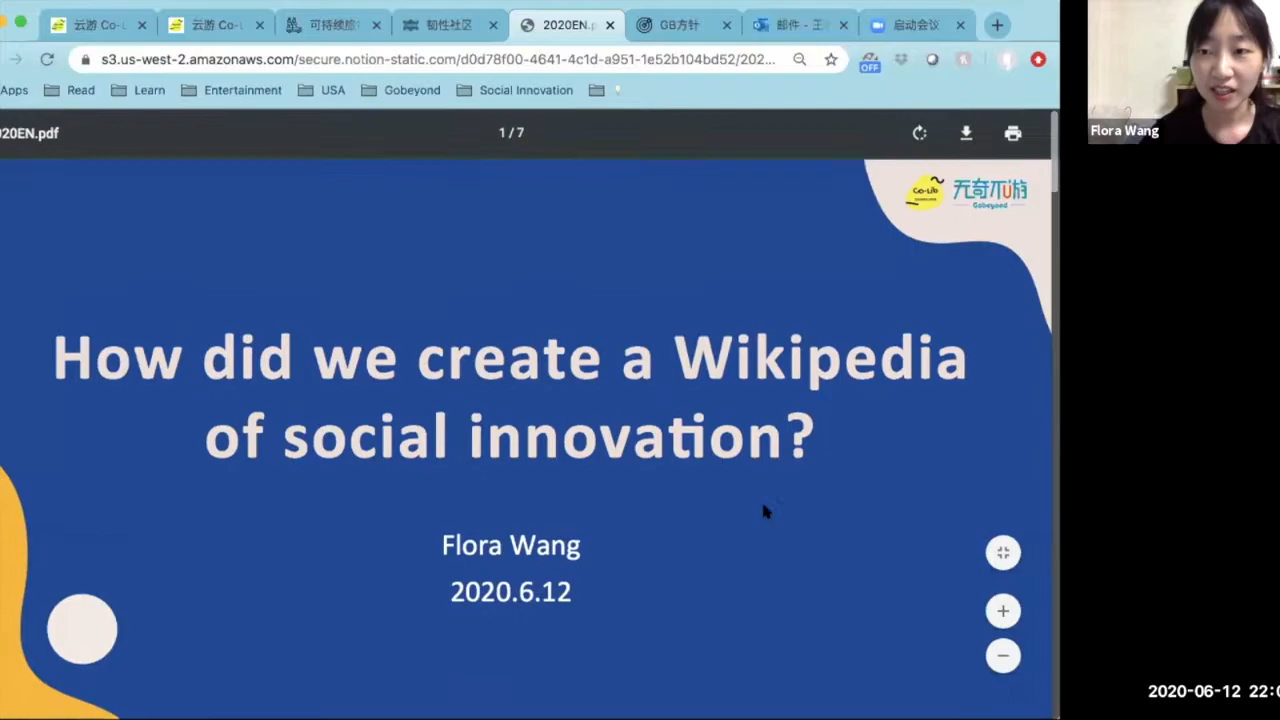 云游 Co-L
云游 Co-L
可持续旅
韧性社区
2020EN.p
GB方针
邮件 - 王
启动会议
s3.us-west-2.amazonaws.com/secure.notion-static.com/d0d78f00-4641-4c1d-a951-1e52b104bd52/202...
OFF
Apps
Read
Learn
Entertainment
USA
Gobeyond
Social Innovation
020EN.pdf
1 / 7
Flora Wang
Co-Lib
无奇不U游
Gobeyond
How did we create a Wikipedia
of social innovation?
Flora Wang
2020.6.12
2020-06-12 22:0